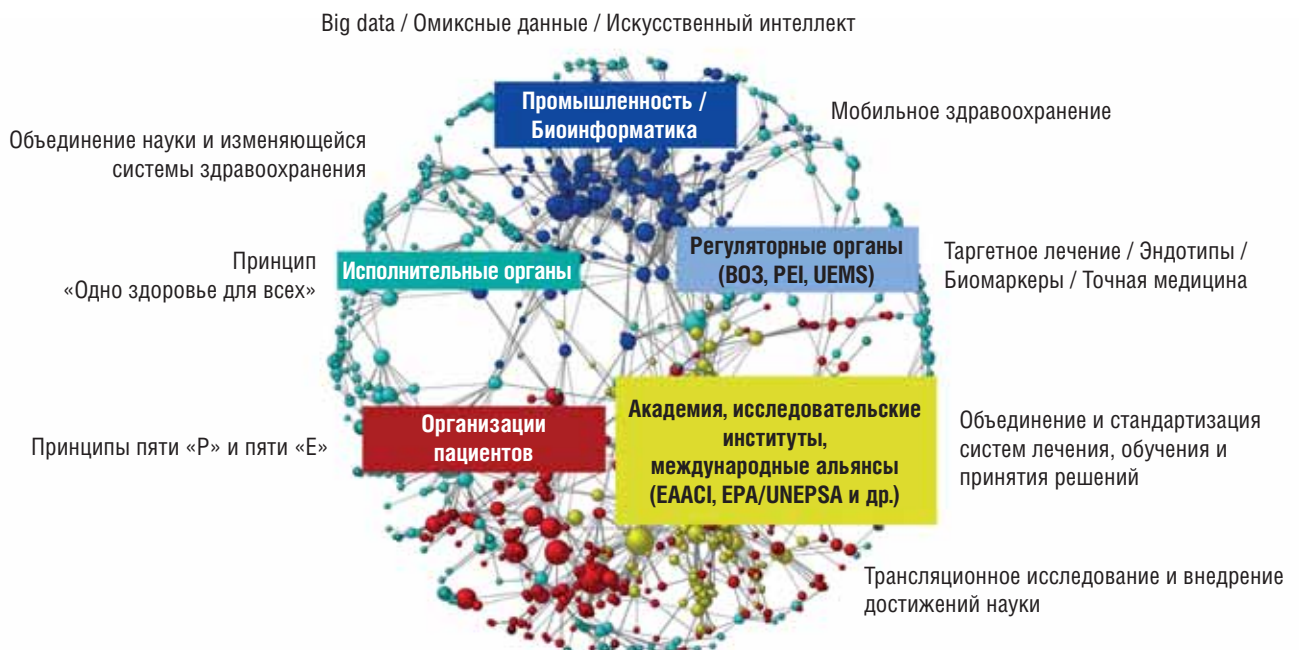 Big data / Омиксные данные / Искусственный интеллект
Промышленность /
Биоинформатика
Мобильное здравоохранение
Объединение науки и изменяющейся
системы здравоохранения
Регуляторные органы
(ВОЗ, PEI, UEMS)
Таргетное лечение / Эндотипы /
Биомаркеры / Точная медицина
Принцип
«Одно здоровье для всех»
Исполнительные органы
Академия, исследовательские
институты,
международные альянсы
(EAACI, EPA/UNEPSA и др.)
Организации
пациентов
Принципы пяти «P» и пяти «E»
Объединение и стандартизация
систем лечения, обучения и
принятия решений
Трансляционное исследование и внедрение
достижений науки